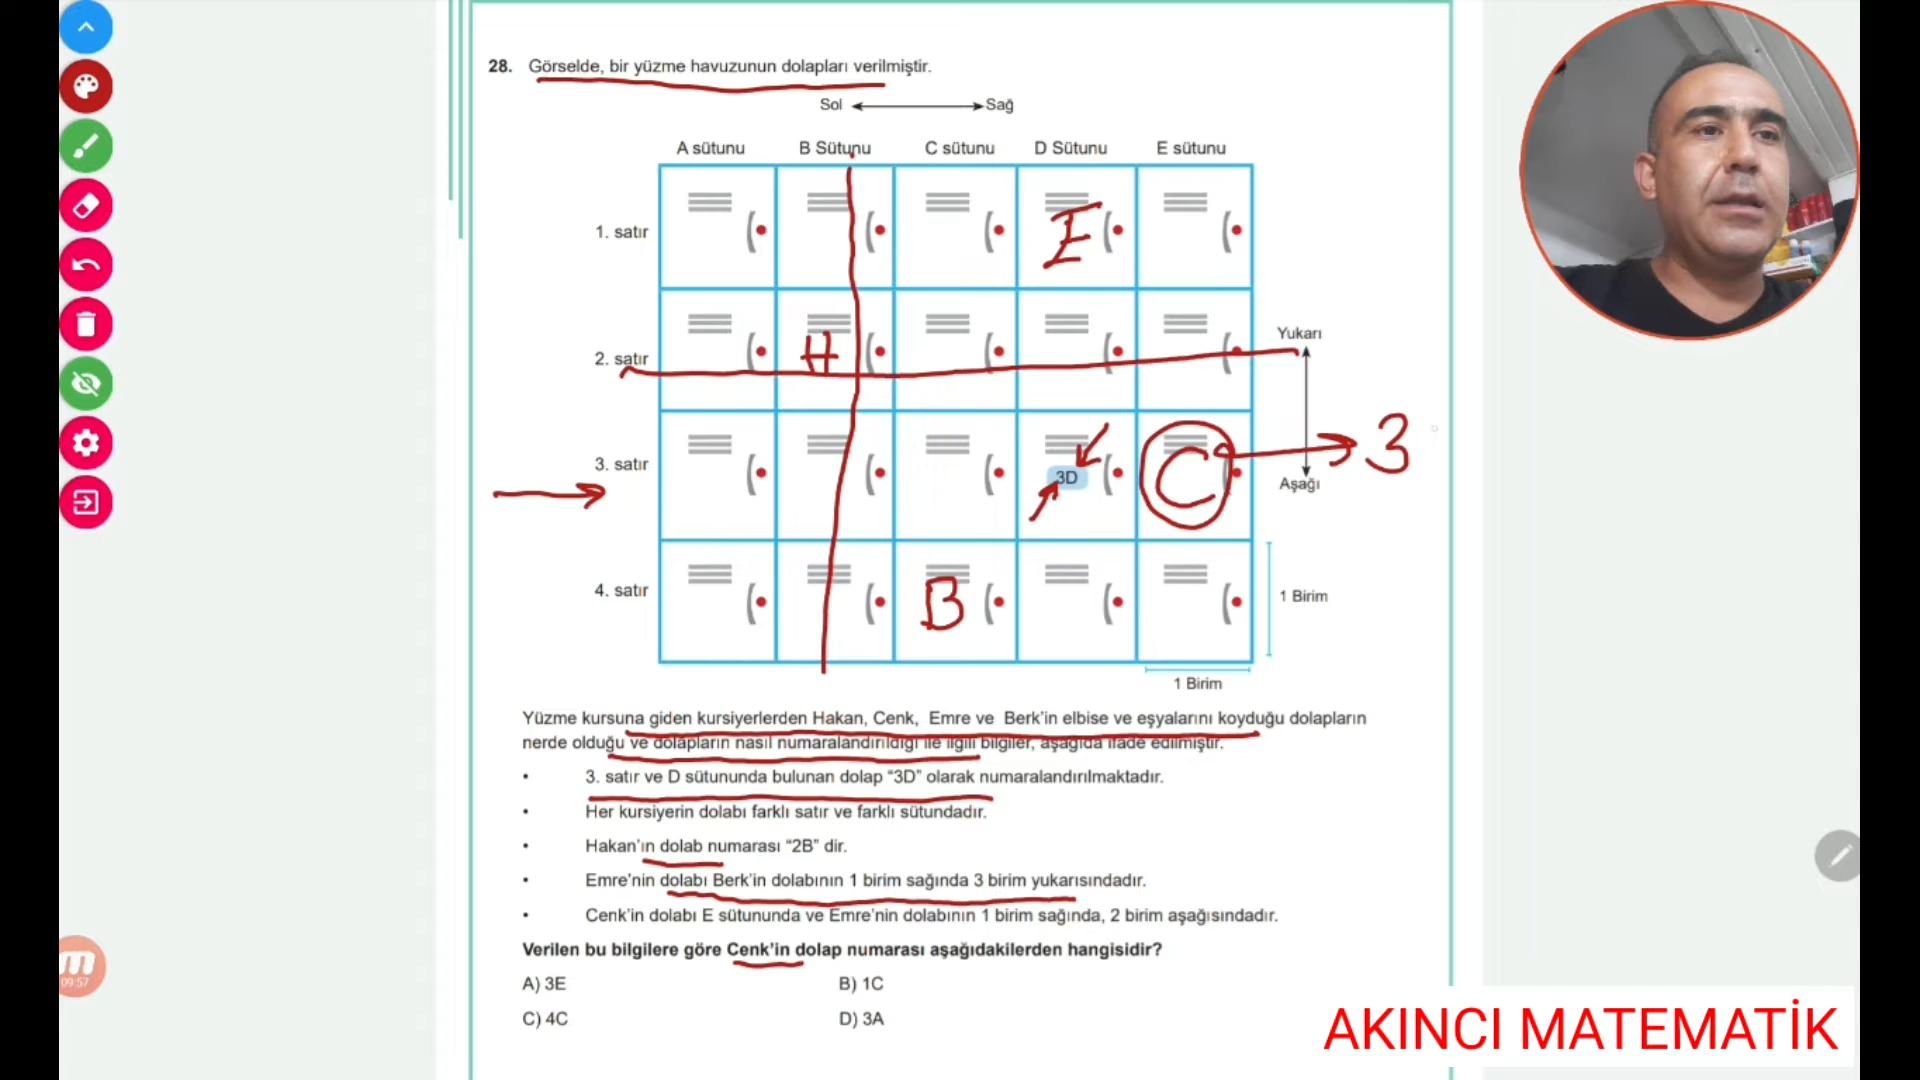 28. Görselde, bir yüzme havuzunun dolapları verilmiştir.
Sol Sağ
A sütunu B Sütunu C sütunu D Sütunu E sütunu
1. satır E
Yukarı
2. satır H
3. satır 3D C 3
Aşağı
4. satır B 1 Birim
1 Birim
Yüzme kursuna giden kursiyerlerden Hakan, Cenk, Emre ve Berk'in elbise ve eşyalarını koyduğu dolapların
nerde olduğu ve dolapların nasıl numaralandırıldığı ile ilgili bilgiler, aşağıda ifade edilmiştir.
• 3. satır ve D sütununda bulunan dolap “3D” olarak numaralandırılmaktadır.
• Her kursiyerin dolabı farklı satır ve farklı sütundadır.
• Hakan'ın dolab numarası “2B” dir.
• Emre'nin dolabı Berk'in dolabının 1 birim sağında 3 birim yukarısındadır.
• Cenk'in dolabı E sütununda ve Emre'nin dolabının 1 birim sağında, 2 birim aşağısındadır.
Verilen bu bilgilere göre Cenk'in dolap numarası aşağıdakilerden hangisidir?
A) 3E B) 1C
C) 4C D) 3A
09:57
AKINCI MATEMATİK